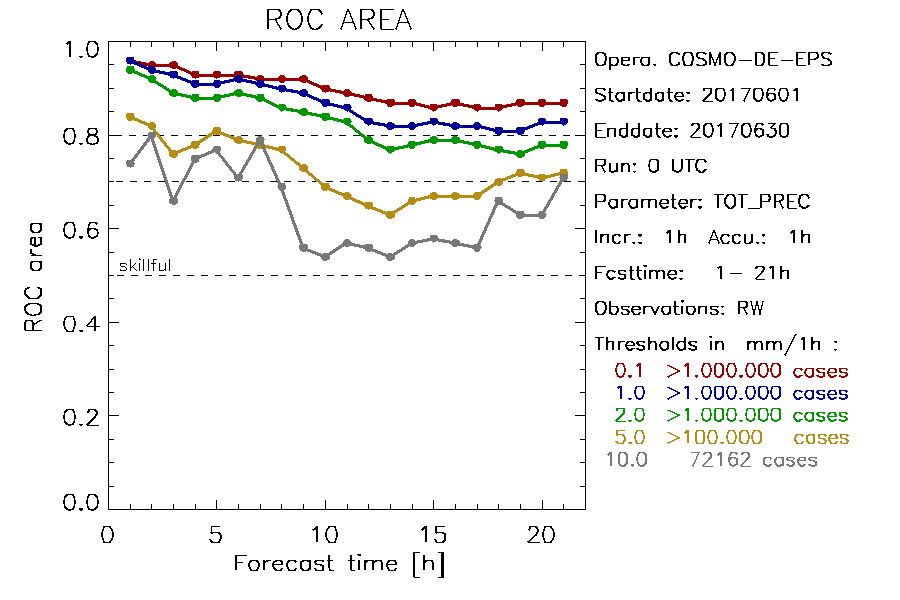 ROC AREA
1.0
0.8
0.6
0.4
0.2
0.0
ROC area
skillful
0 5 10 15 20
Forecast time [h]
Opera. COSMO-DE-EPS
Startdate: 20170601
Enddate: 20170630
Run: 0 UTC
Parameter: TOT_PREC
Incr.: 1h Accu.: 1h
Fcsttime: 1- 21h
Observations: RW
Thresholds in mm/1h :
0.1 >1.000.000 cases
1.0 >1.000.000 cases
2.0 >1.000.000 cases
5.0 >100.000 cases
10.0 72162 cases